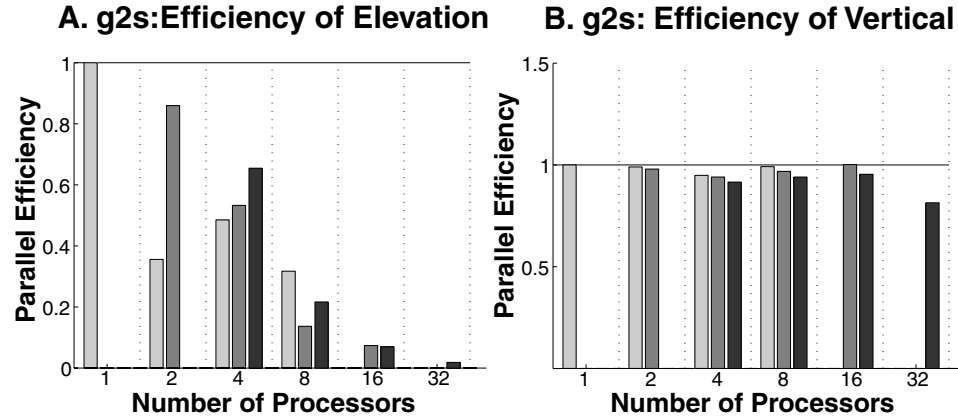 A. g2s:Efficiency of Elevation
B. g2s: Efficiency of Vertical
Parallel Efficiency
1
0.8
0.6
0.4
0.2
0
1 2 4 8 16 32
Number of Processors
Parallel Efficiency
1.5
1
0.5
1 2 4 8 16 32
Number of Processors